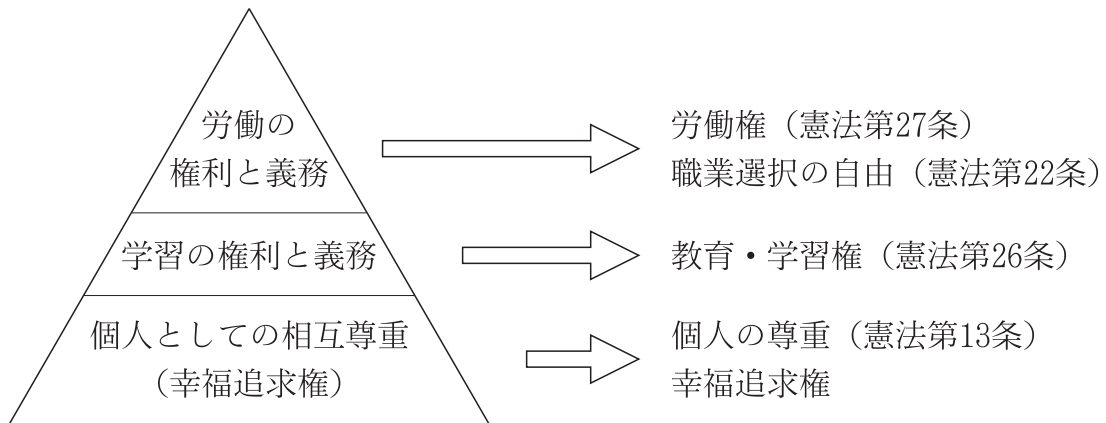 労働の
権利と義務
労働権（憲法第27条）
職業選択の自由（憲法第22条）
学習の権利と義務
教育・学習権（憲法第26条）
個人としての相互尊重
（幸福追求権）
個人の尊重（憲法第13条）
幸福追求権